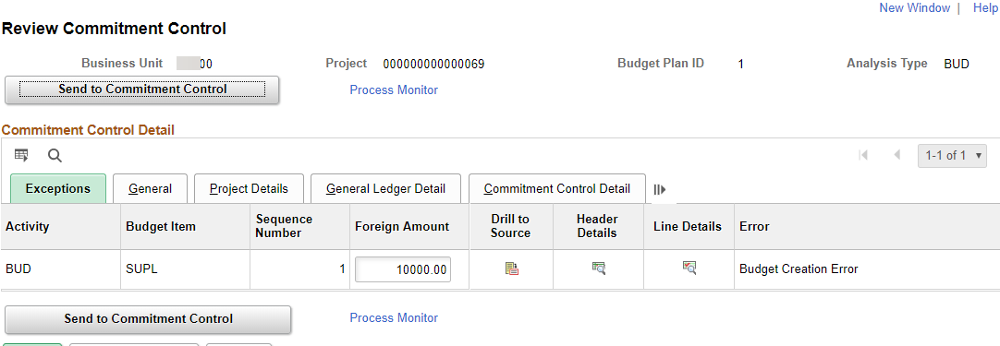 New Window | Help
Review Commitment Control
Business Unit 00 Project 000000000000069 Budget Plan ID 1 Analysis Type BUD
Send to Commitment Control Process Monitor
Commitment Control Detail
1-1 of 1
Exceptions General Project Details General Ledger Detail Commitment Control Detail
Activity Budget Item Sequence Number Foreign Amount Drill to Source Header Details Line Details Error
BUD SUPL 1 10000.00 Budget Creation Error
Send to Commitment Control Process Monitor